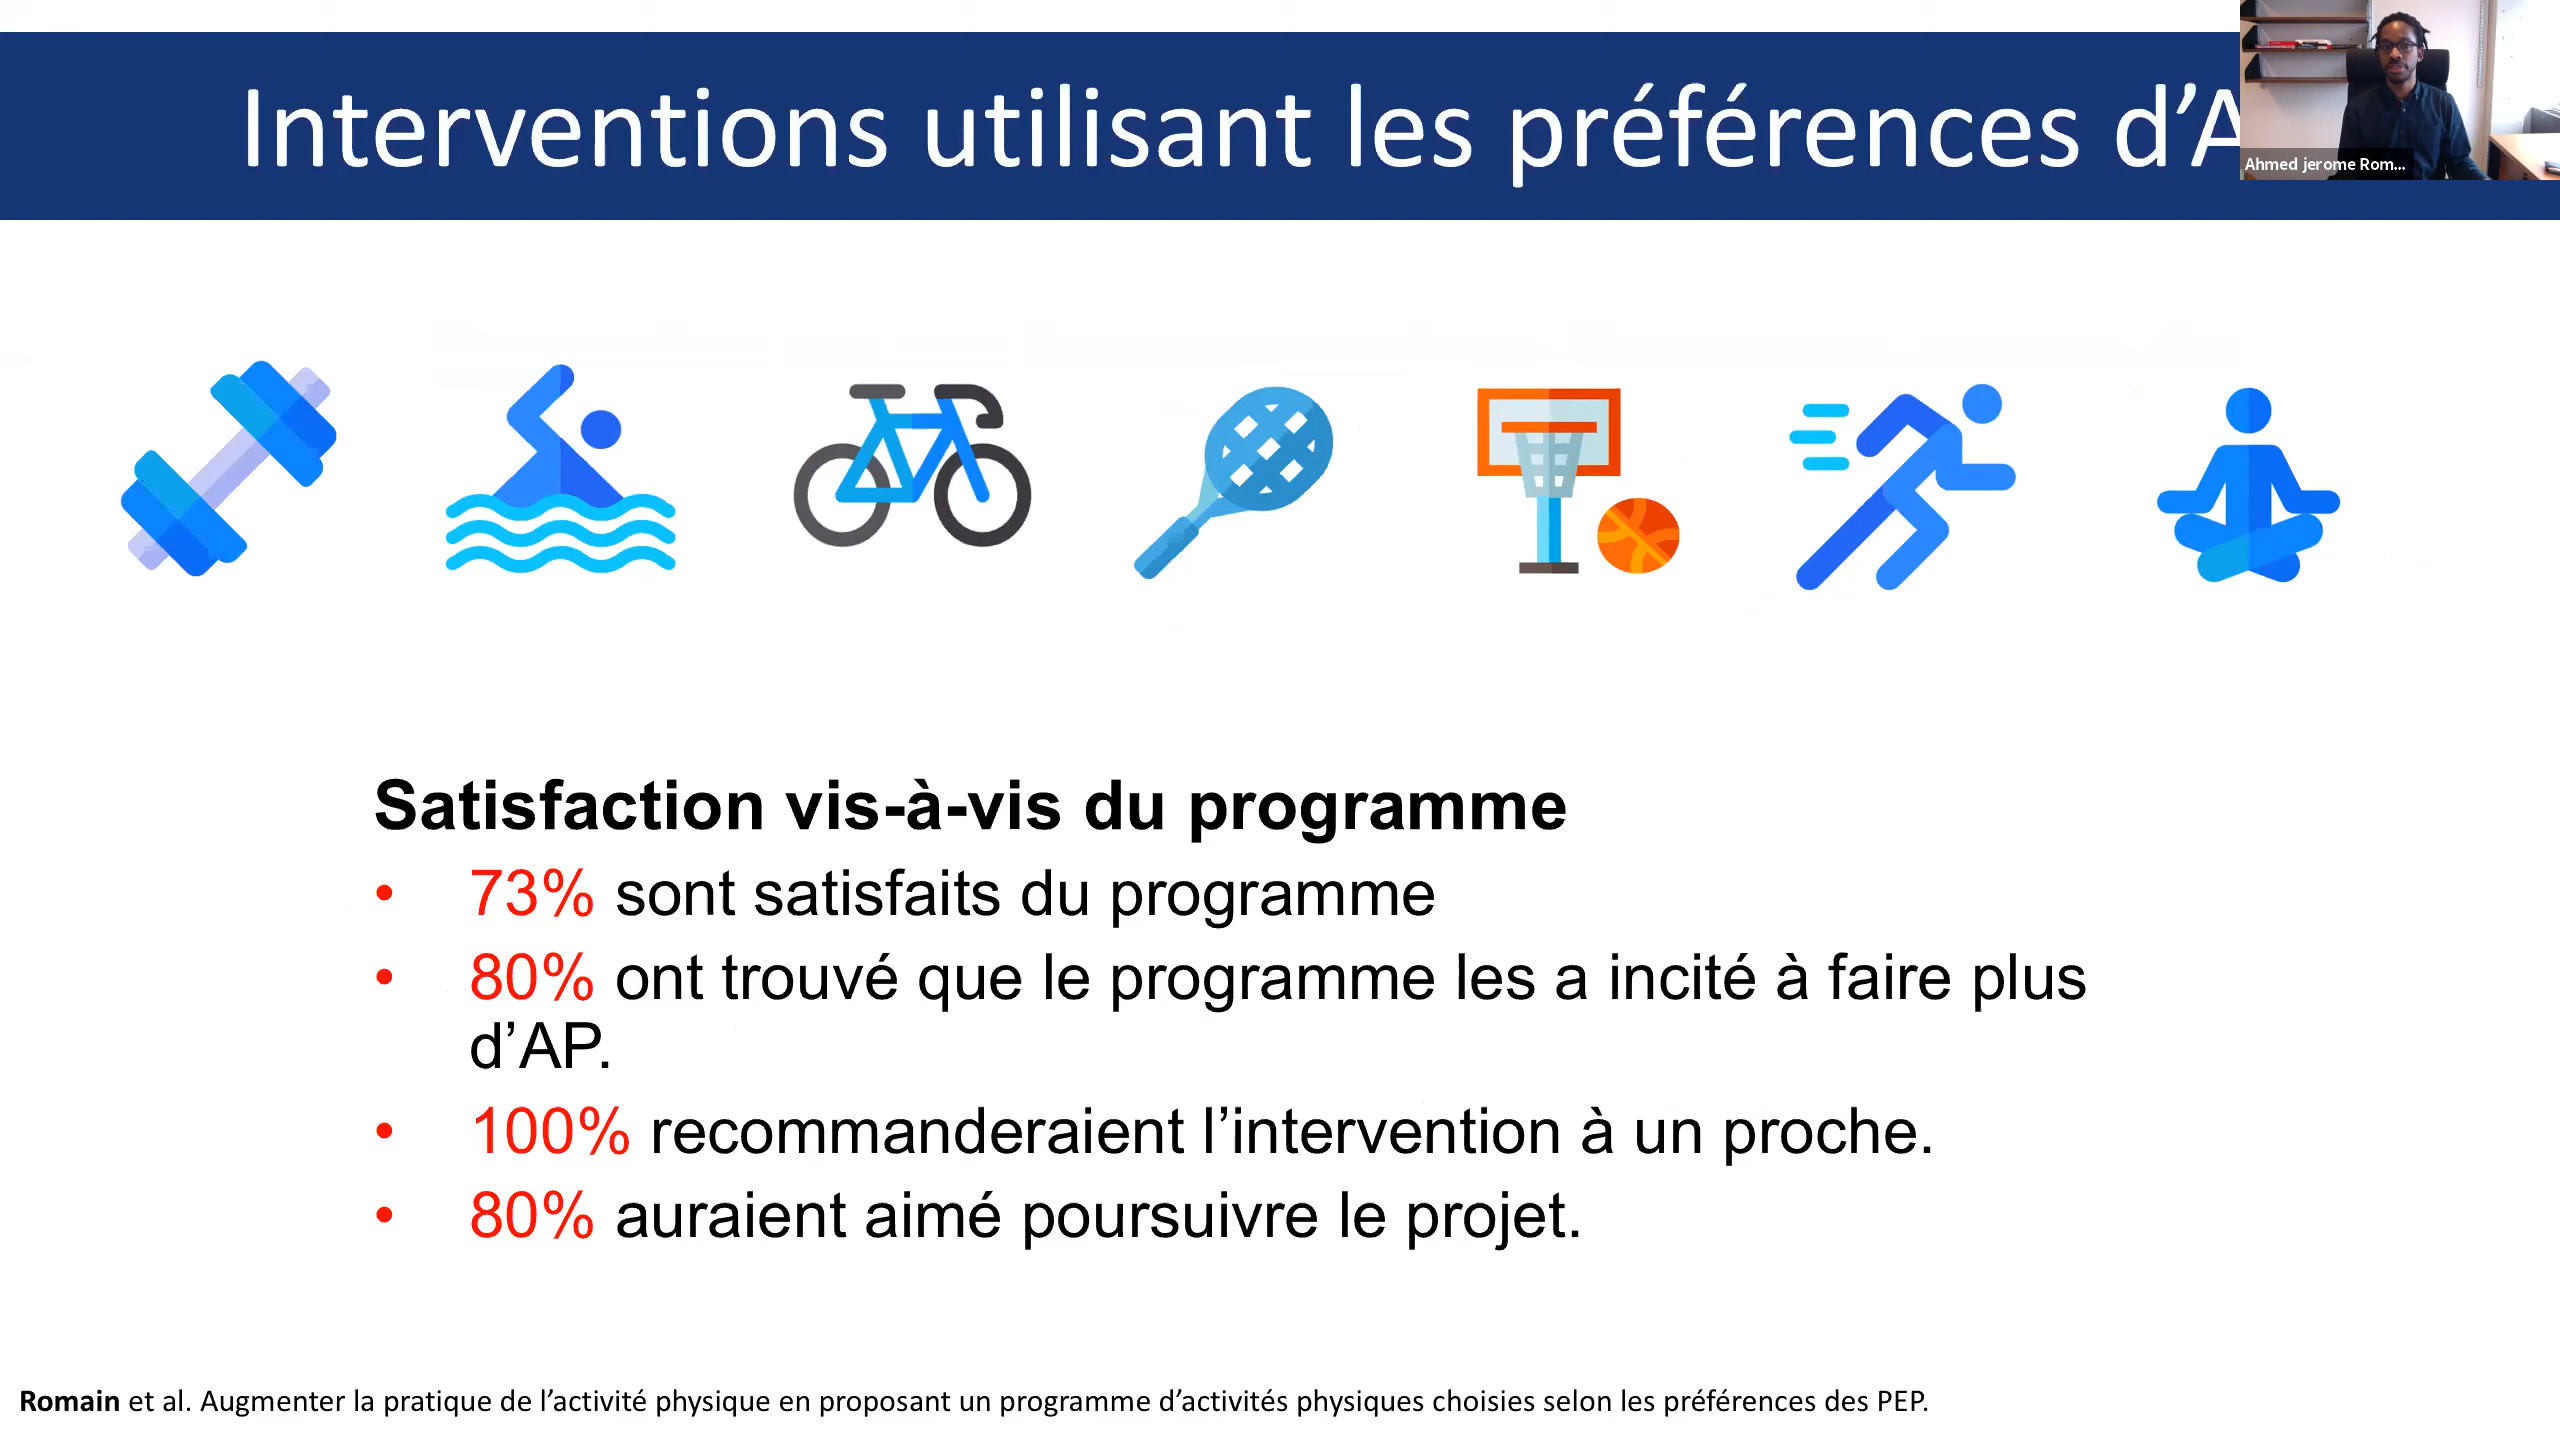 Interventions utilisant les préférences d’A
Ahmed jerome Rom...
Satisfaction vis-à-vis du programme
• 73% sont satisfaits du programme
• 80% ont trouvé que le programme les a incité à faire plus
d’AP.
• 100% recommanderaient l’intervention à un proche.
• 80% auraient aimé poursuivre le projet.
Romain et al. Augmenter la pratique de l’activité physique en proposant un programme d’activités physiques choisies selon les préférences des PEP.